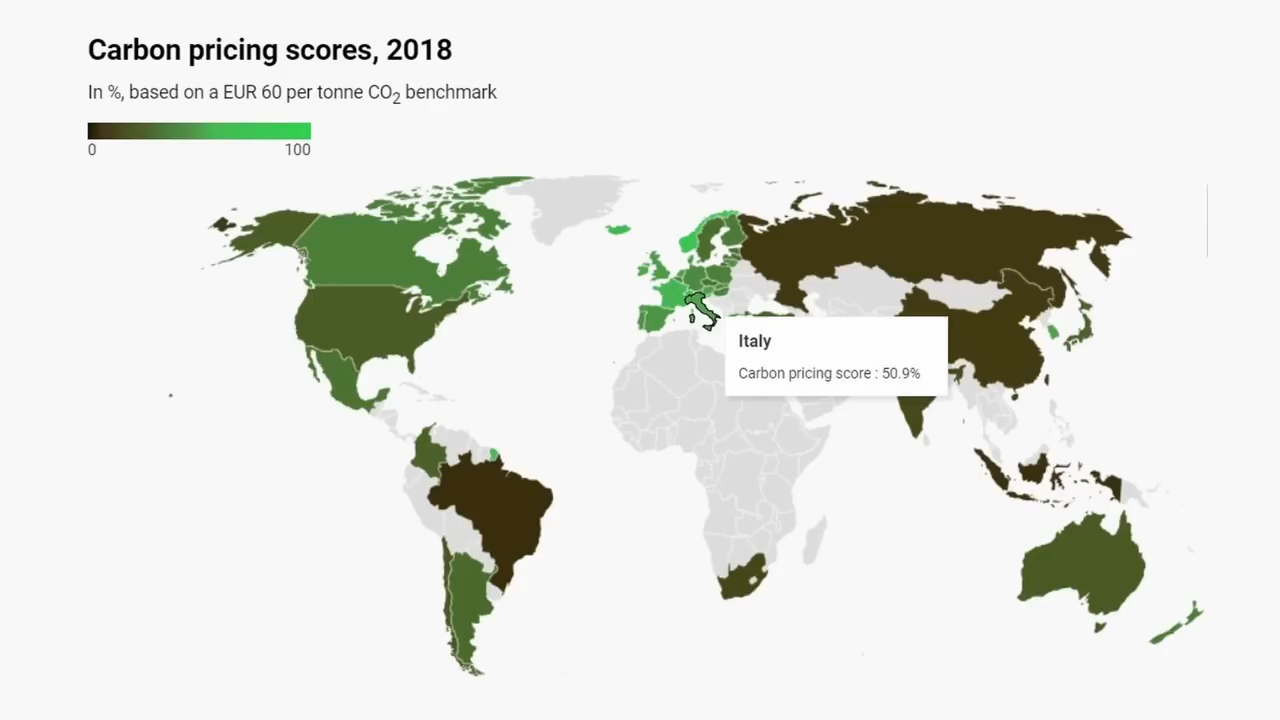 Carbon pricing scores, 2018
In %, based on a EUR 60 per tonne CO₂ benchmark
0 100
Italy
Carbon pricing score : 50.9%